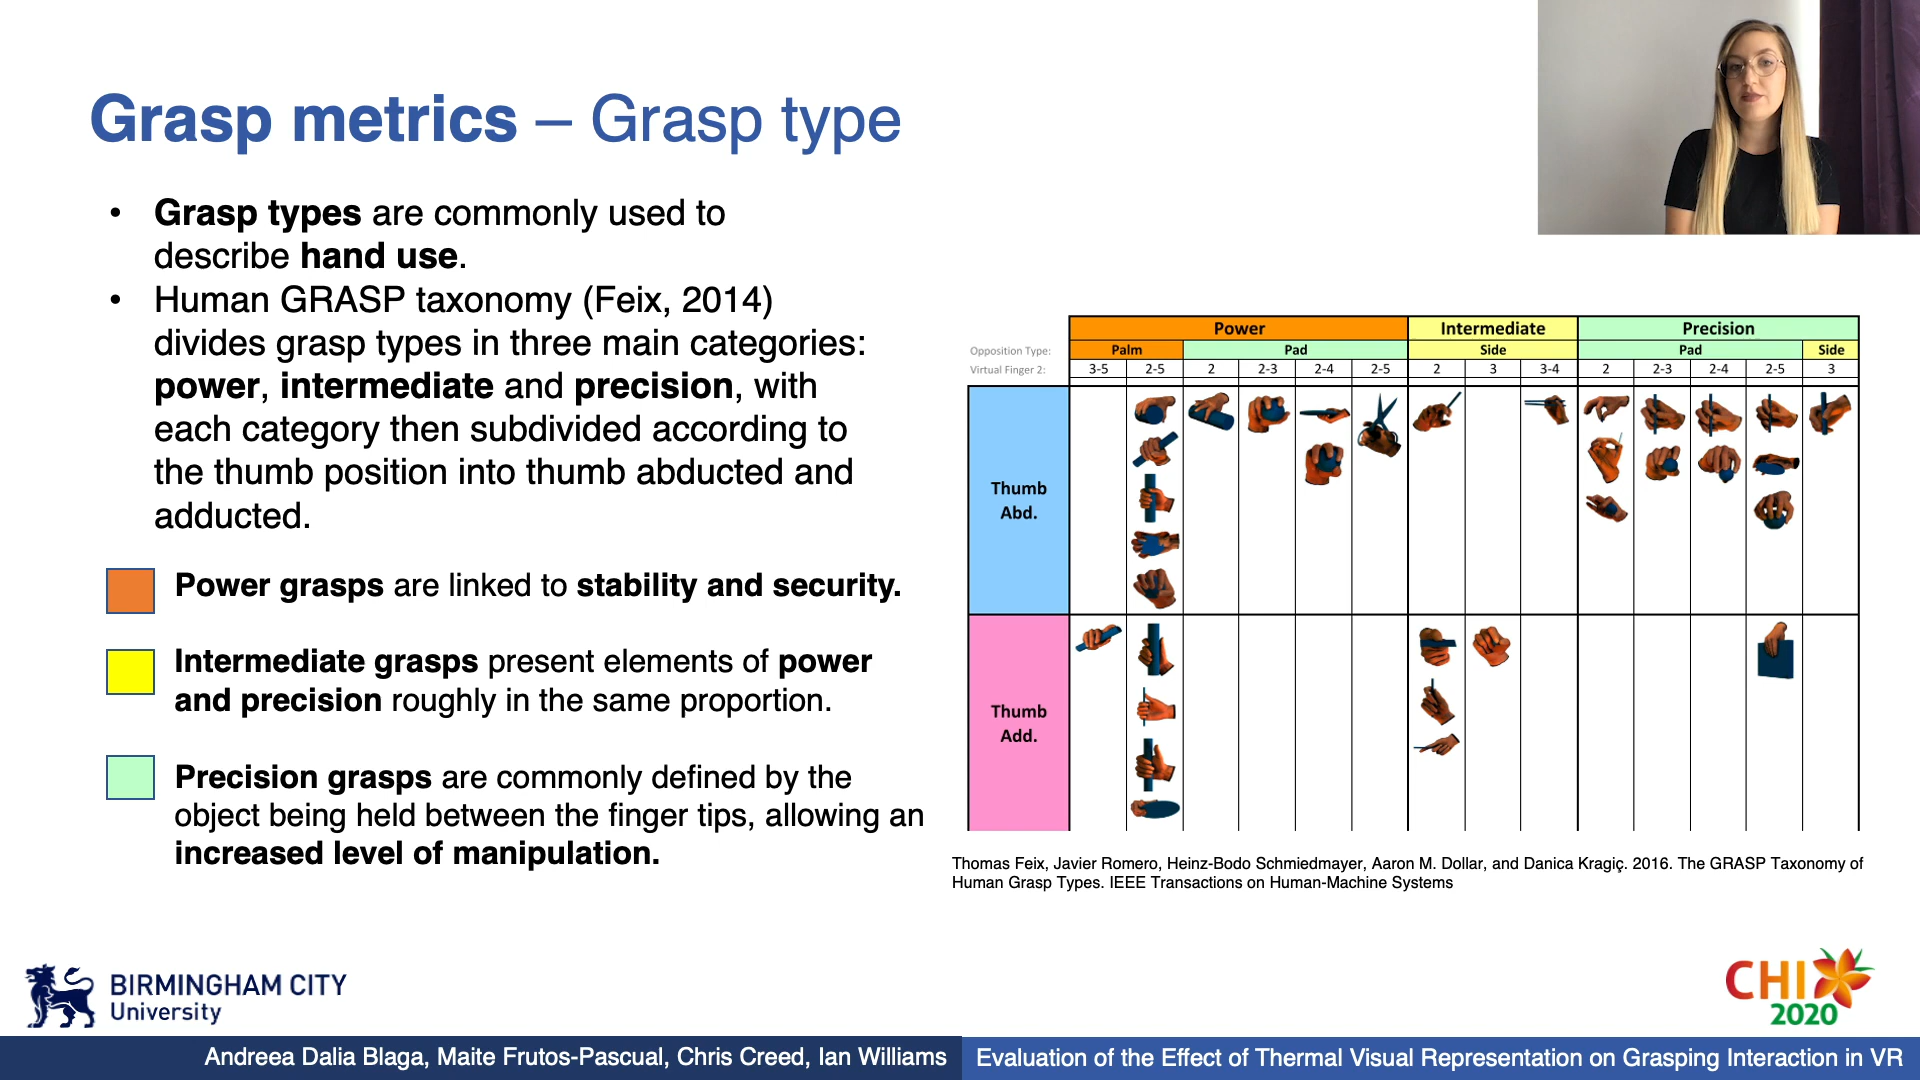 Grasp metrics – Grasp type
• Grasp types are commonly used to
describe hand use.
• Human GRASP taxonomy (Feix, 2014)
divides grasp types in three main categories:
power, intermediate and precision, with
each category then subdivided according to
the thumb position into thumb abducted and
adducted.
Power grasps are linked to stability and security.
Intermediate grasps present elements of power
and precision roughly in the same proportion.
Precision grasps are commonly defined by the
object being held between the finger tips, allowing an
increased level of manipulation.
Power Intermediate Precision
Opposition Type: Palm Pad Side Pad Side
Virtual Finger 2: 3-5 2-5 2 2-3 2-4 2-5 2 3 3-4 2 2-3 2-4 2-5 3
Thumb
Abd.
Thumb
Add.
Thomas Feix, Javier Romero, Heinz-Bodo Schmiedmayer, Aaron M. Dollar, and Danica Kragiç. 2016. The GRASP Taxonomy of
Human Grasp Types. IEEE Transactions on Human-Machine Systems
BIRMINGHAM CITY
University
CHI
2020
Andreea Dalia Blaga, Maite Frutos-Pascual, Chris Creed, Ian Williams
Evaluation of the Effect of Thermal Visual Representation on Grasping Interaction in VR